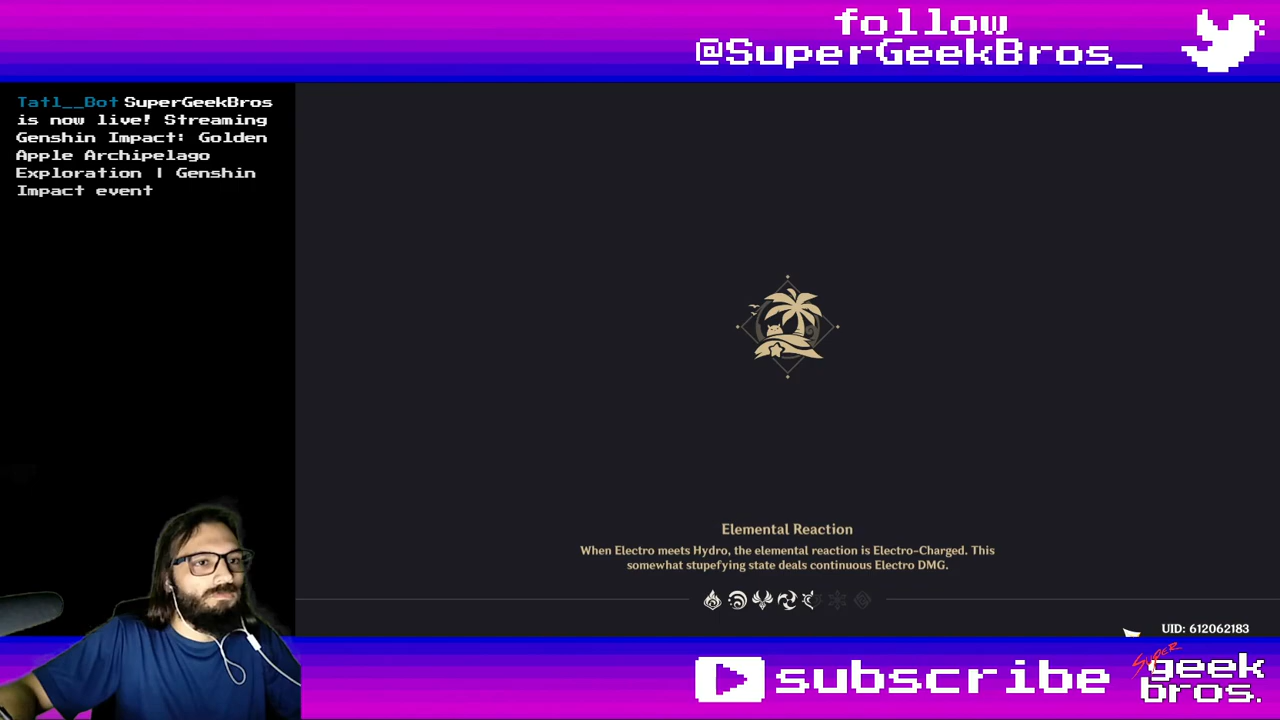 follow
@SuperGeekBros_
Tatl__Bot SuperGeekBros
is now live! Streaming
Genshin Impact: Golden
Apple Archipelago
Exploration | Genshin
Impact event
Elemental Reaction
When Electro meets Hydro, the elemental reaction is Electro-Charged. This
somewhat stupefying state deals continuous Electro DMG.
UID: 612062183
subscribe
SUPER
geek
bros.